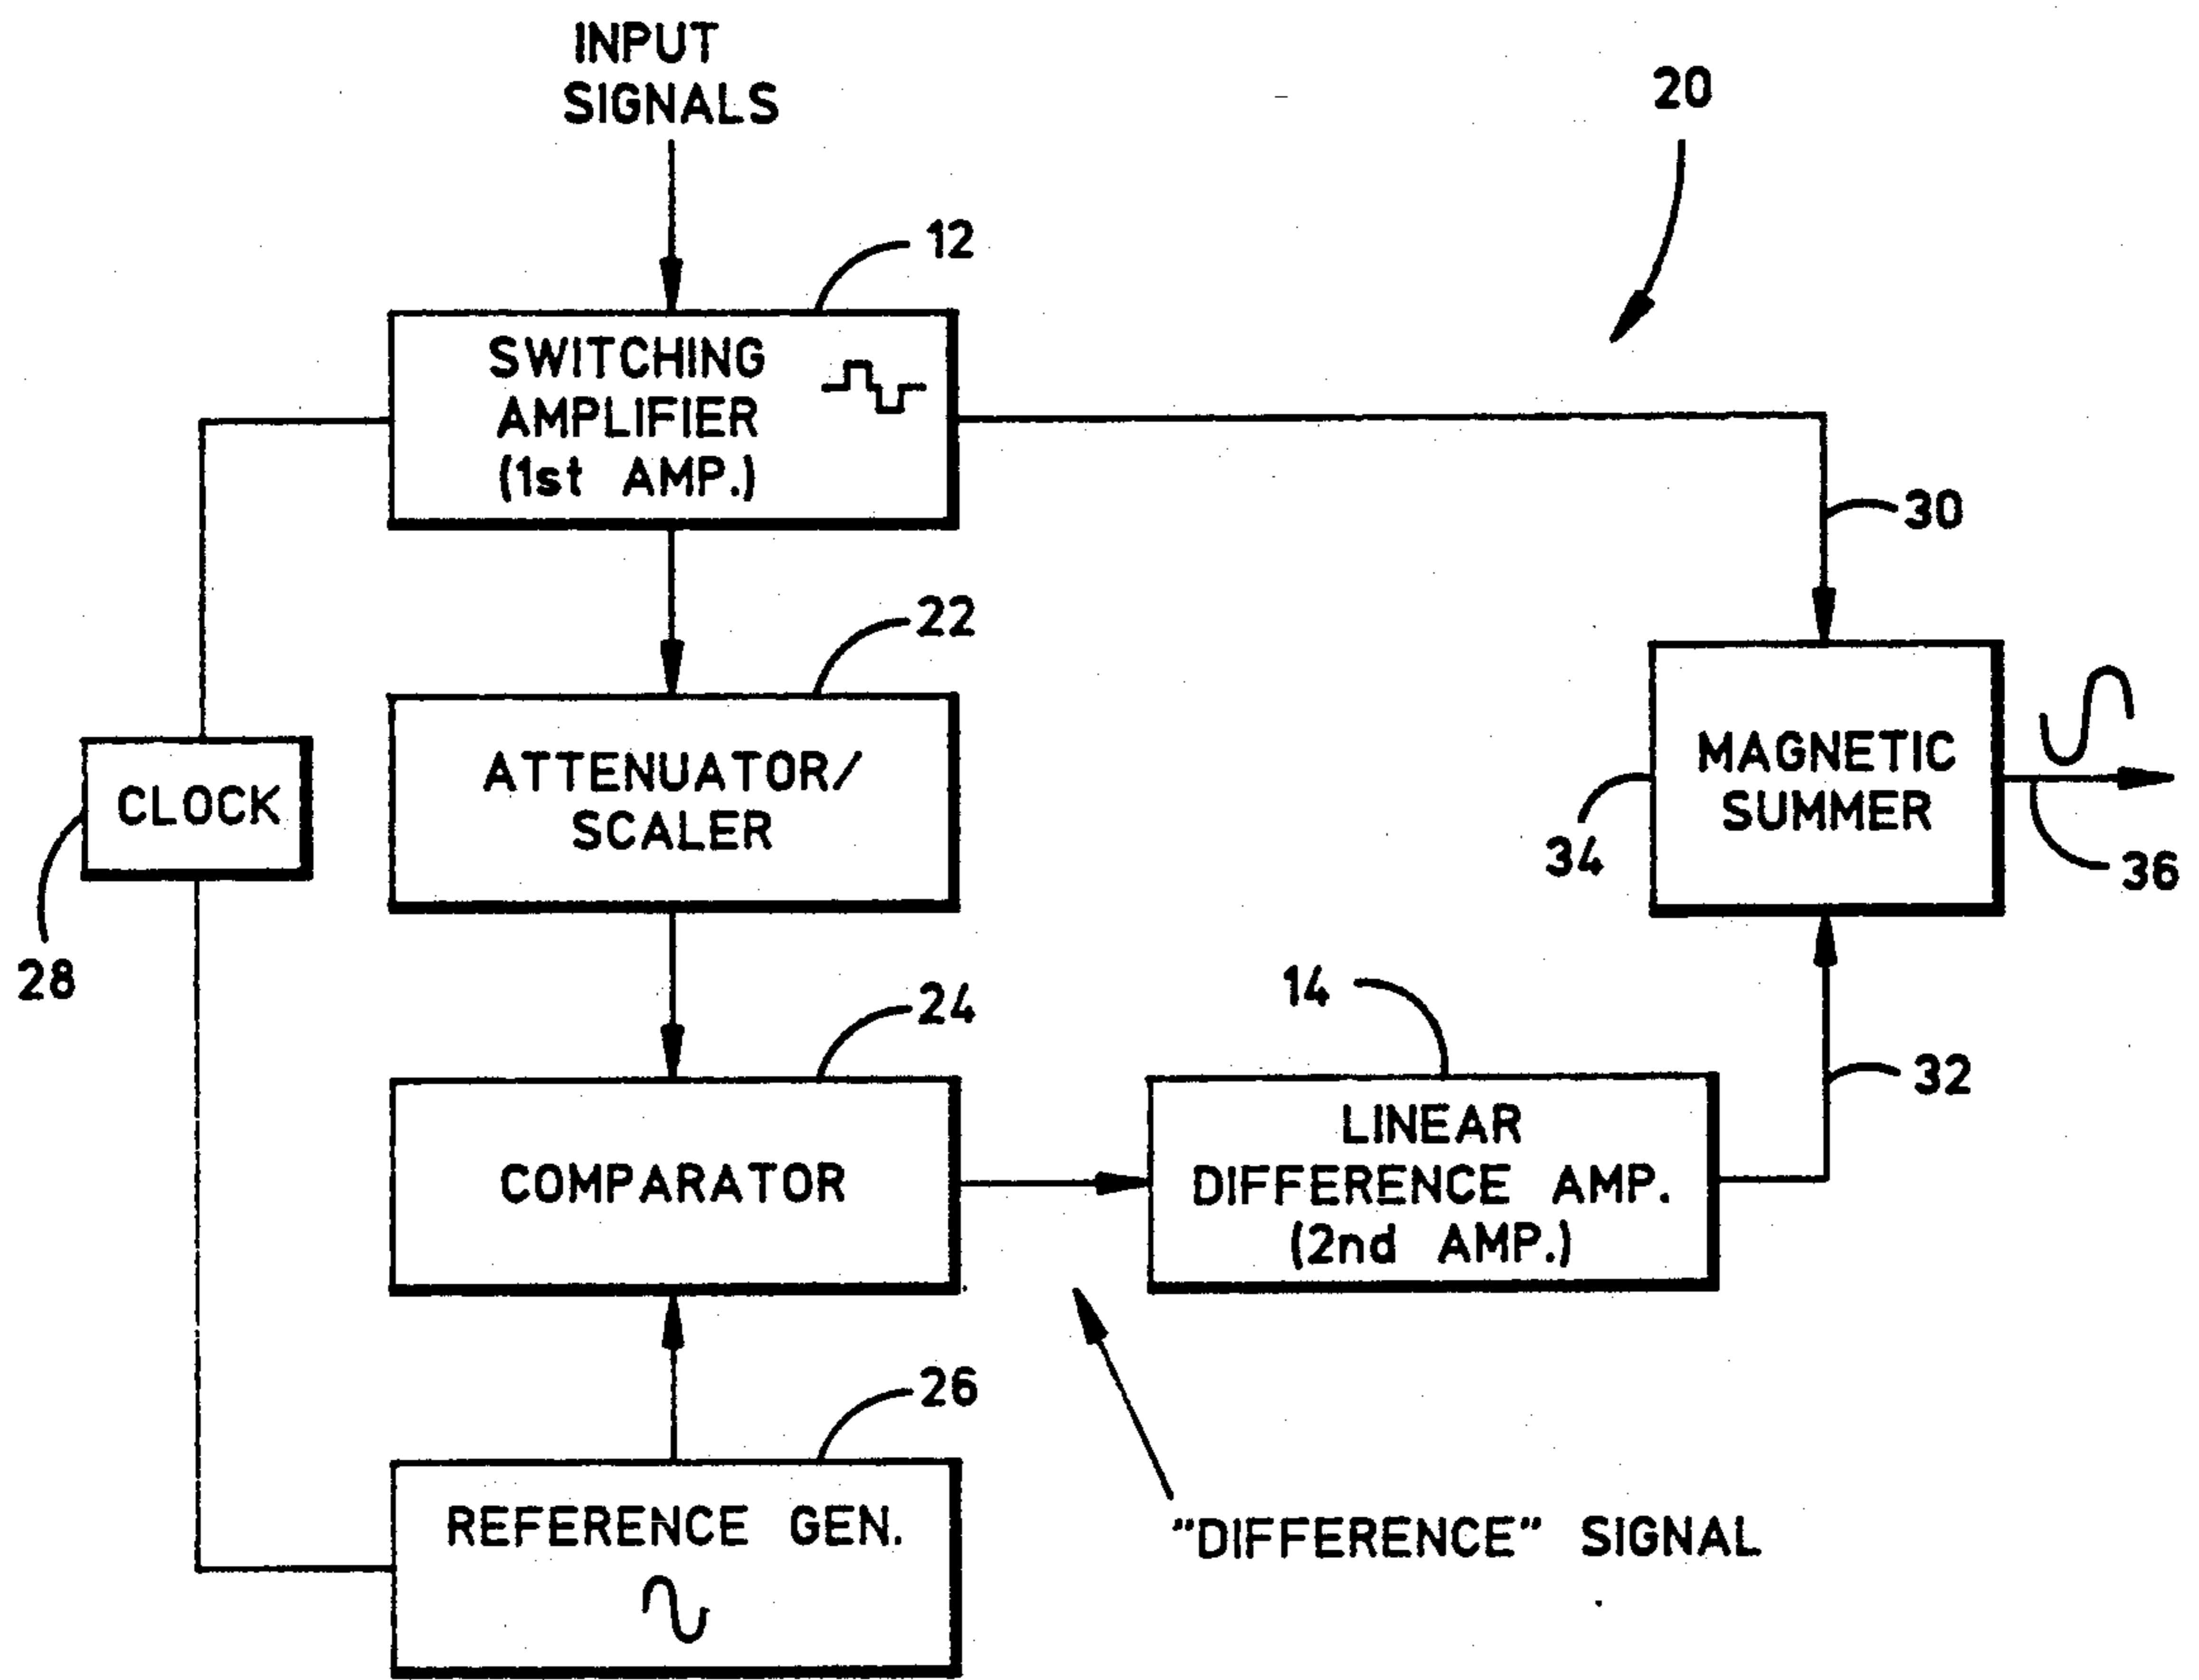 INPUT
SIGNALS
20
12
SWITCHING
AMPLIFIER
(1st AMP.)
30
22
ATTENUATOR/
SCALER
CLOCK
28
MAGNETIC
SUMMER
34
36
24
COMPARATOR
14
LINEAR
DIFFERENCE AMP.
(2nd AMP.)
32
26
REFERENCE GEN.
"DIFFERENCE" SIGNAL